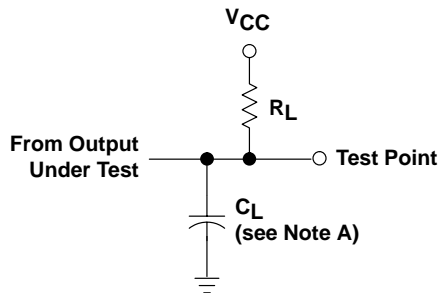 VCC
RL
From Output
Under Test
Test Point
CL
(see Note A)